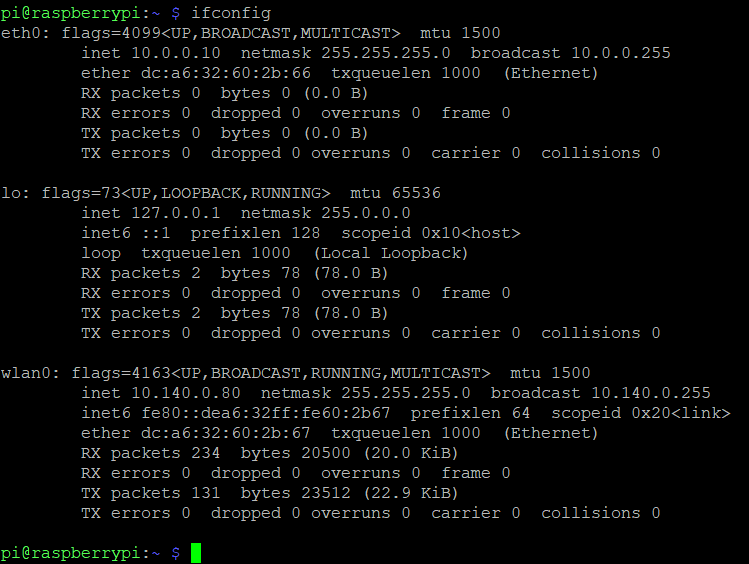 pi@raspberrypi:~ $ ifconfig
eth0: flags=4099<UP,BROADCAST,MULTICAST>  mtu 1500
        inet 10.0.0.10  netmask 255.255.255.0  broadcast 10.0.0.255
        ether dc:a6:32:60:2b:66  txqueuelen 1000  (Ethernet)
        RX packets 0  bytes 0 (0.0 B)
        RX errors 0  dropped 0  overruns 0  frame 0
        TX packets 0  bytes 0 (0.0 B)
        TX errors 0  dropped 0 overruns 0  carrier 0  collisions 0

lo: flags=73<UP,LOOPBACK,RUNNING>  mtu 65536
        inet 127.0.0.1  netmask 255.0.0.0
        inet6 ::1  prefixlen 128  scopeid 0x10<host>
        loop  txqueuelen 1000  (Local Loopback)
        RX packets 2  bytes 78 (78.0 B)
        RX errors 0  dropped 0  overruns 0  frame 0
        TX packets 2  bytes 78 (78.0 B)
        TX errors 0  dropped 0 overruns 0  carrier 0  collisions 0

wlan0: flags=4163<UP,BROADCAST,RUNNING,MULTICAST>  mtu 1500
        inet 10.140.0.80  netmask 255.255.255.0  broadcast 10.140.0.255
        inet6 fe80::dea6:32ff:fe60:2b67  prefixlen 64  scopeid 0x20<link>
        ether dc:a6:32:60:2b:67  txqueuelen 1000  (Ethernet)
        RX packets 234  bytes 20500 (20.0 KiB)
        RX errors 0  dropped 0  overruns 0  frame 0
        TX packets 131  bytes 23512 (22.9 KiB)
        TX errors 0  dropped 0 overruns 0  carrier 0  collisions 0

pi@raspberrypi:~ $